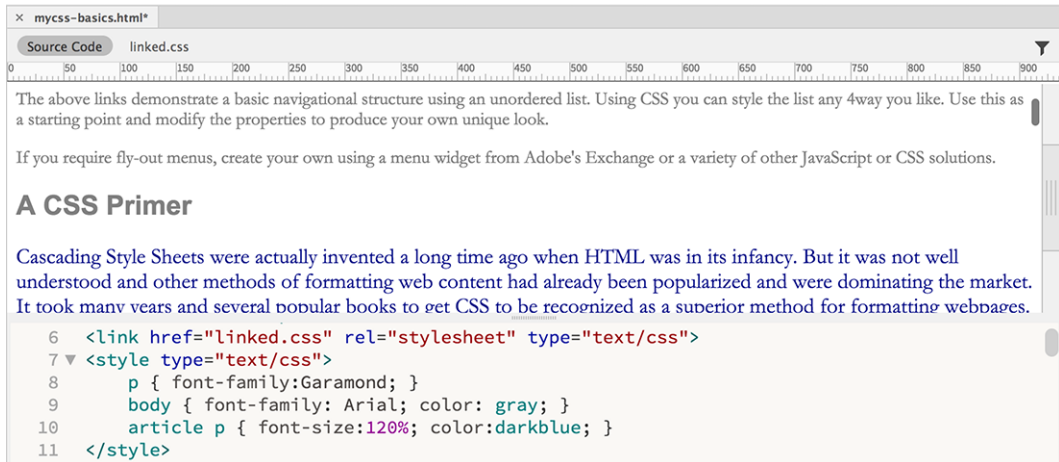 × mycss-basics.html*
Source Code linked.css
0 50 100 150 200 250 300 350 400 450 500 550 600 650 700 750 800 850 900
The above links demonstrate a basic navigational structure using an unordered list. Using CSS you can style the list any 4way you like. Use this as
a starting point and modify the properties to produce your own unique look.
If you require fly-out menus, create your own using a menu widget from Adobe's Exchange or a variety of other JavaScript or CSS solutions.
A CSS Primer
Cascading Style Sheets were actually invented a long time ago when HTML was in its infancy. But it was not well
understood and other methods of formatting web content had already been popularized and were dominating the market.
It took many years and several popular books to get CSS to be recognized as a superior method for formatting webpages.
6 <link href="linked.css" rel="stylesheet" type="text/css">
7 ▼ <style type="text/css">
8 p { font-family:Garamond; }
9 body { font-family: Arial; color: gray; }
10 article p { font-size:120%; color:darkblue; }
11 </style>